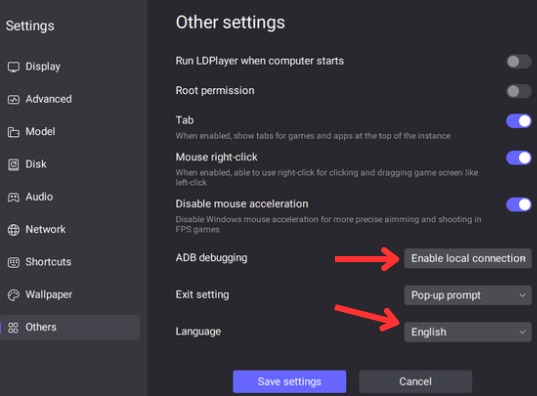 Settings
Display
Advanced
Model
Disk
Audio
Network
Shortcuts
Wallpaper
Others
Other settings
Run LDPlayer when computer starts
Root permission
Tab
When enabled, show tabs for games and apps at the top of the instance
Mouse right-click
When enabled, able to use right-click for clicking and dragging game screen like
left-click
Disable mouse acceleration
Disable Windows mouse acceleration for more precise aimming and shooting in
FPS games
ADB debugging
Enable local connection
Exit setting
Pop-up prompt
Language
English
Save settings
Cancel